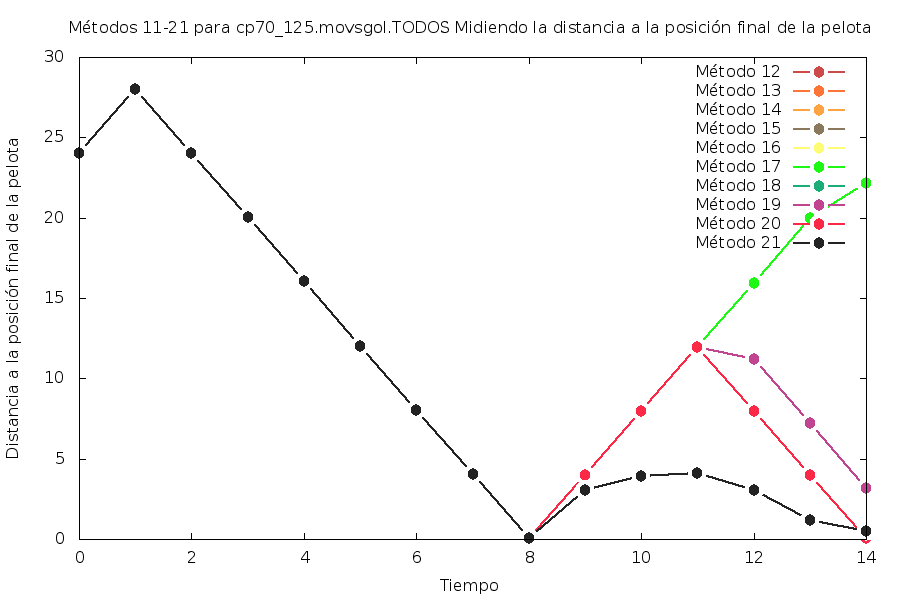 Métodos 11-21 para cp70_125.movsgol.TODOS Midiendo la distancia a la posición final de la pelota
Distancia a la posición final de la pelota
30
25
20
15
10
5
0
Método 12
Método 13
Método 14
Método 15
Método 16
Método 17
Método 18
Método 19
Método 20
Método 21
0 2 4 6 8 10 12 14
Tiempo